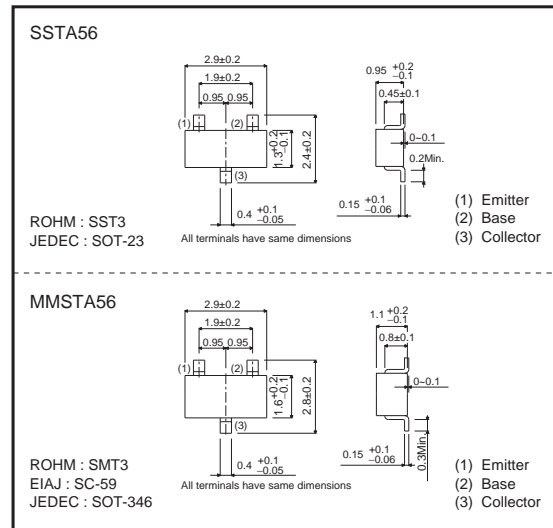 SSTA56
2.9±0.2
1.9±0.2
0.95 0.95
(1) (2)
(3)
1.3 +0.2 −0.1
2.4±0.2
0.4 +0.1 −0.05
0.95 +0.2 −0.1
0.45±0.1
0~0.1
0.2Min.
0.15 +0.1 −0.06
All terminals have same dimensions
ROHM : SST3
JEDEC : SOT-23
(1) Emitter
(2) Base
(3) Collector
MMSTA56
2.9±0.2
1.9±0.2
0.95 0.95
(1) (2)
(3)
1.6 +0.2 −0.1
2.8±0.2
0.4 +0.1 −0.05
1.1 +0.2 −0.1
0.8±0.1
0~0.1
0.3Min.
0.15 +0.1 −0.06
All terminals have same dimensions
ROHM : SMT3
EIAJ : SC-59
JEDEC : SOT-346
(1) Emitter
(2) Base
(3) Collector